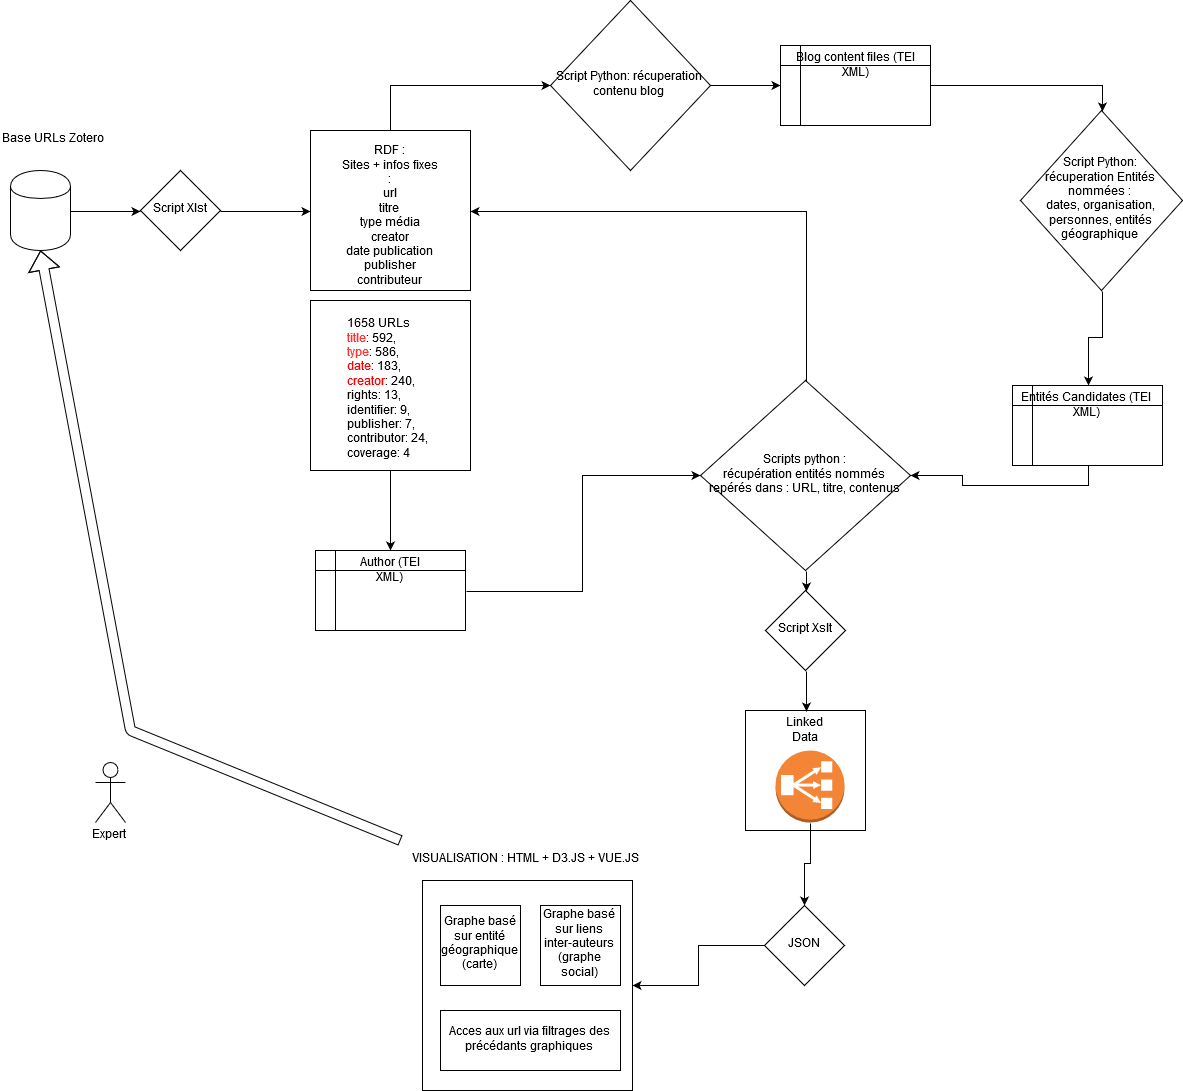 Script Python: récuperation
contenu blog
Blog content files (TEI
XML)
Base URLs Zotero
Script Xlst
RDF :
Sites + infos fixes
:
url
titre
type média
creator
date publication
publisher
contributeur
Script Python:
récuperation Entités
nommées :
dates, organisation,
personnes, entités
géographique
1658 URLs
title: 592,
type: 586,
date: 183,
creator: 240,
rights: 13,
identifier: 9,
publisher: 7,
contributor: 24,
coverage: 4
Entités Candidates (TEI
XML)
Scripts python :
récupération entités nommés
repérés dans : URL, titre, contenus
Author (TEI
XML)
Script Xslt
Linked
Data
Expert
VISUALISATION : HTML + D3.JS + VUE.JS
Graphe basé
sur entité
géographique
(carte)
Graphe basé
sur liens
inter-auteurs
(graphe
social)
JSON
Acces aux url via filtrages des
précédants graphiques